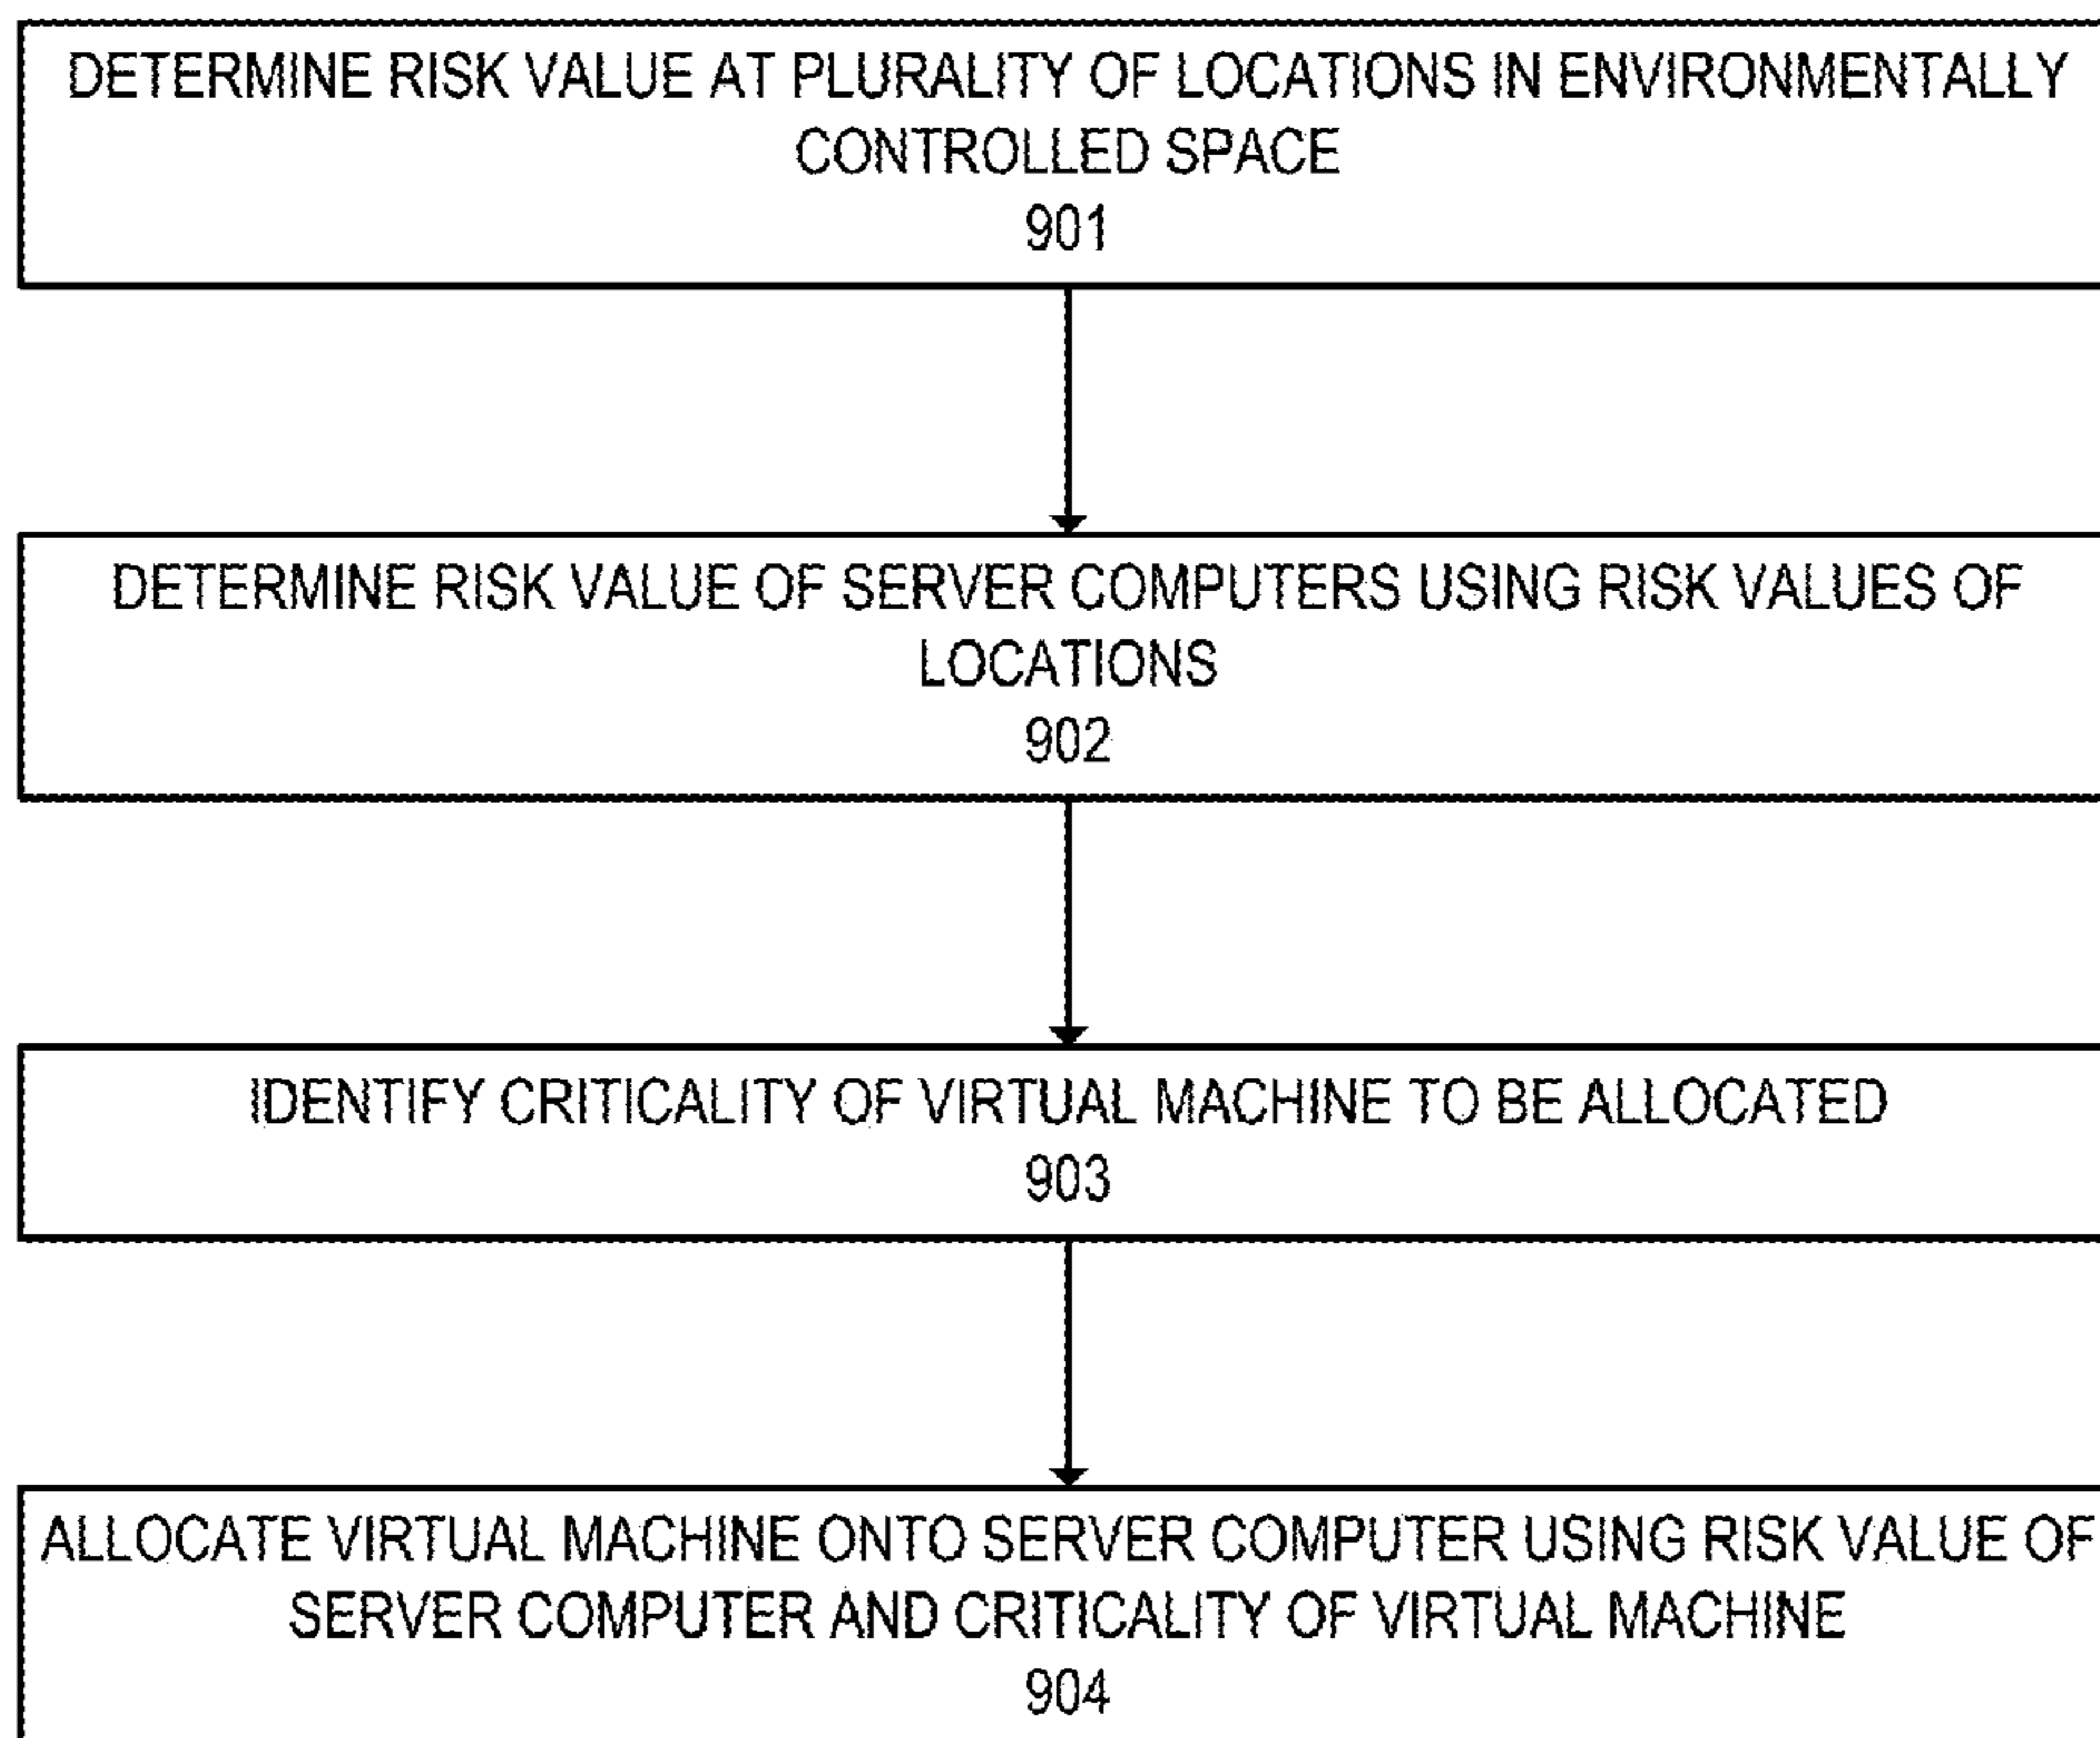 DETERMINE RISK VALUE AT PLURALITY OF LOCATIONS IN ENVIRONMENTALLY
CONTROLLED SPACE
901
DETERMINE RISK VALUE OF SERVER COMPUTERS USING RISK VALUES OF
LOCATIONS
902
IDENTIFY CRITICALITY OF VIRTUAL MACHINE TO BE ALLOCATED
903
ALLOCATE VIRTUAL MACHINE ONTO SERVER COMPUTER USING RISK VALUE OF
SERVER COMPUTER AND CRITICALITY OF VIRTUAL MACHINE
904